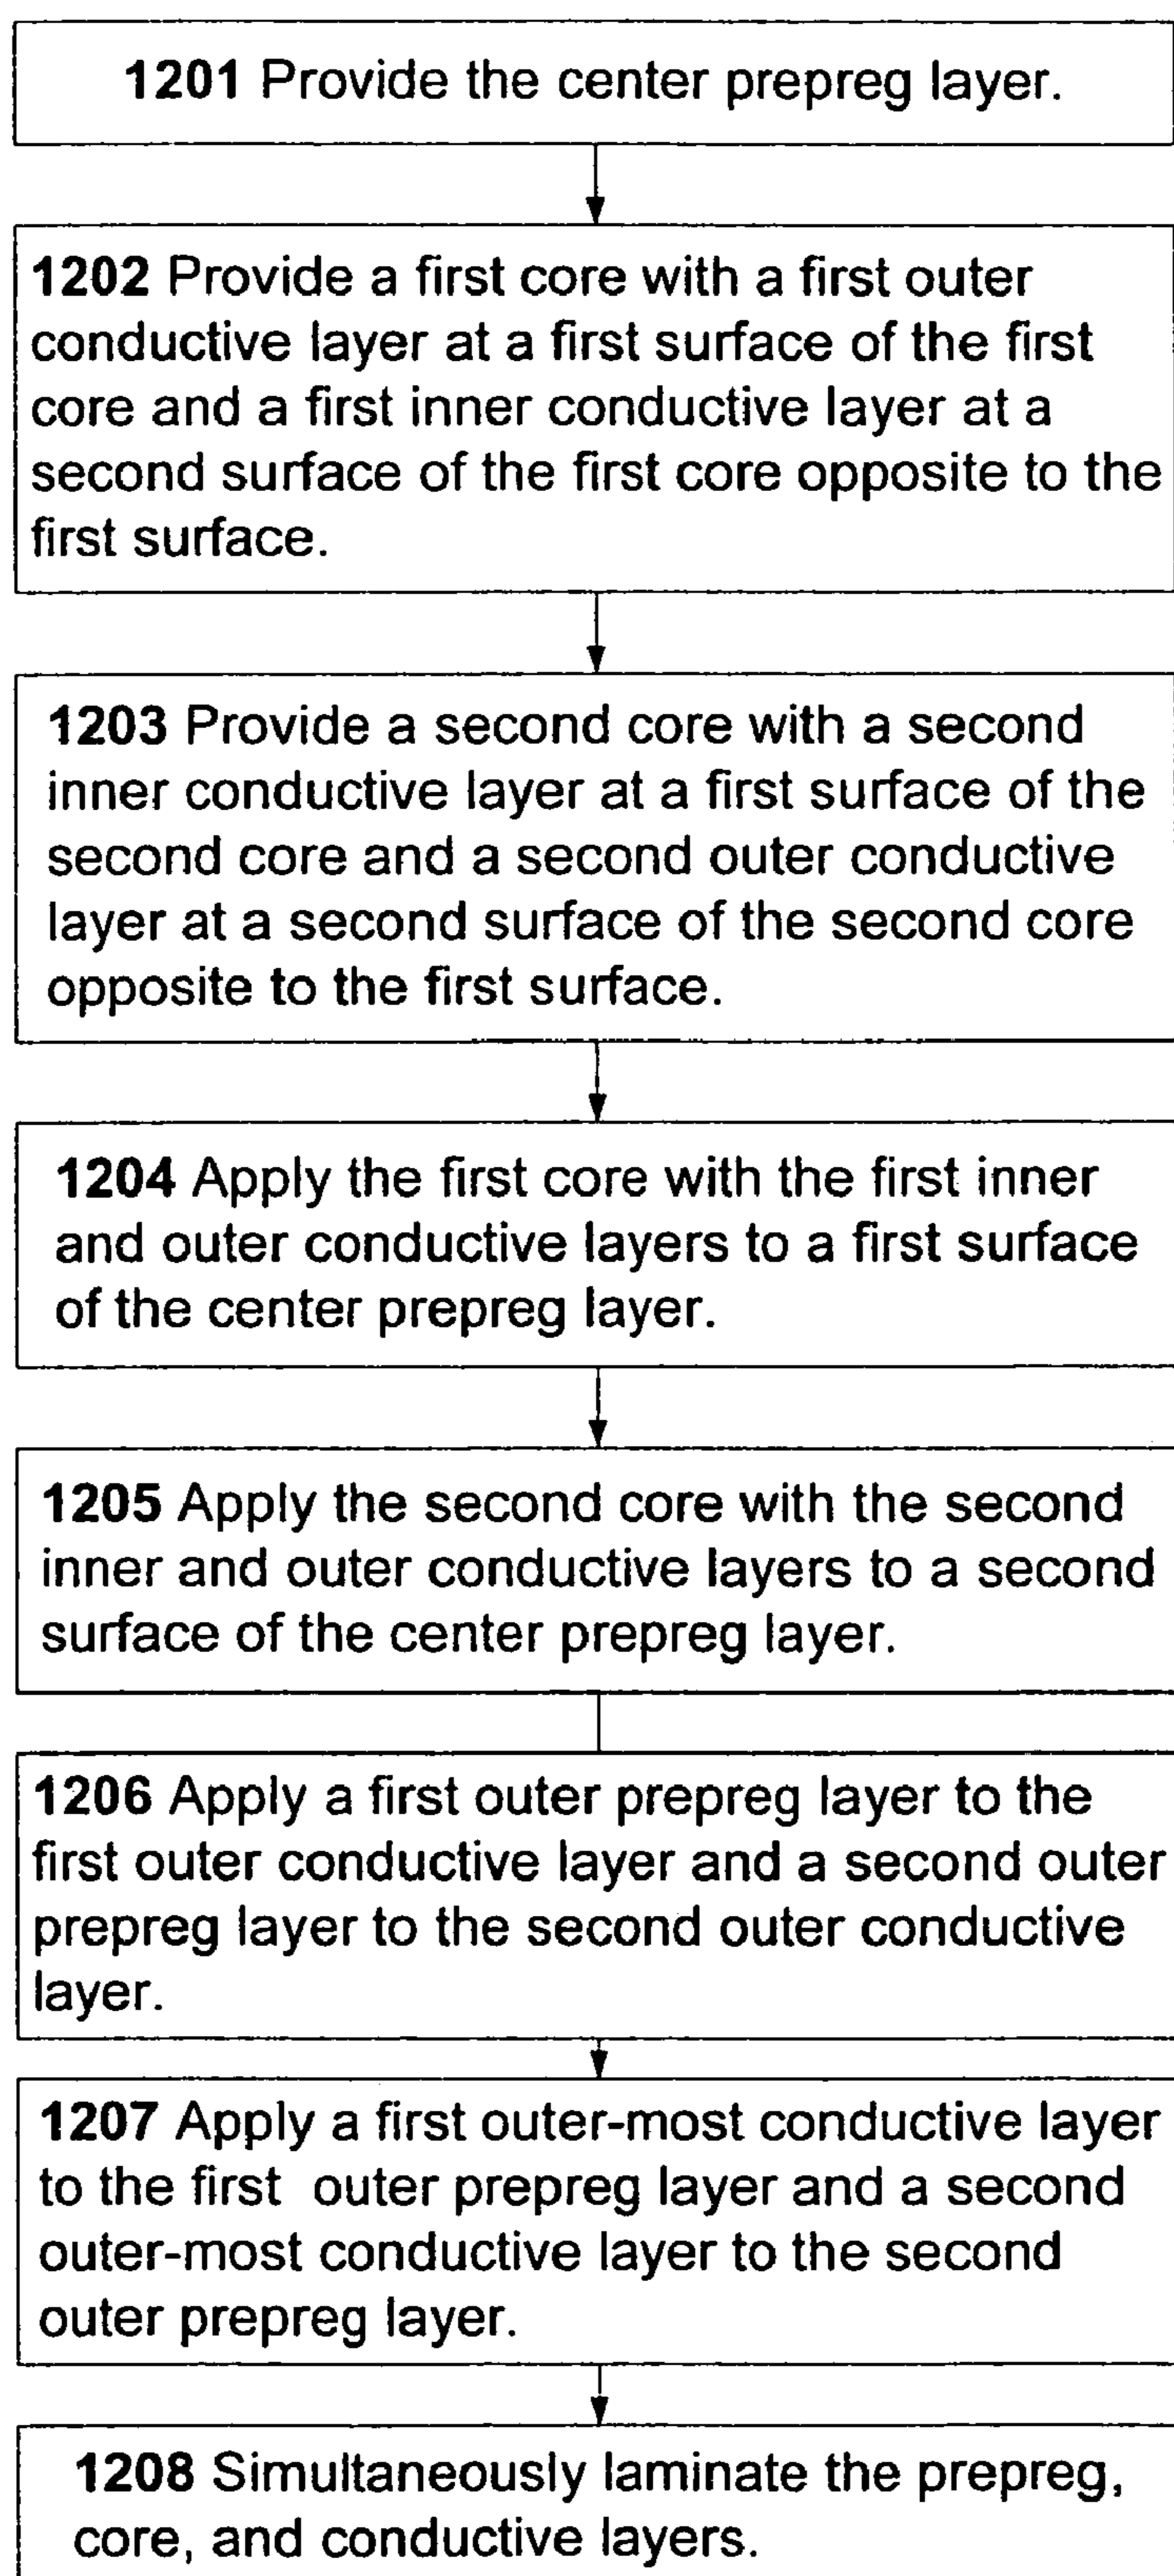 1201 Provide the center prepreg layer.
1202 Provide a first core with a first outer
conductive layer at a first surface of the first
core and a first inner conductive layer at a
second surface of the first core opposite to the
first surface.
1203 Provide a second core with a second
inner conductive layer at a first surface of the
second core and a second outer conductive
layer at a second surface of the second core
opposite to the first surface.
1204 Apply the first core with the first inner
and outer conductive layers to a first surface
of the center prepreg layer.
1205 Apply the second core with the second
inner and outer conductive layers to a second
surface of the center prepreg layer.
1206 Apply a first outer prepreg layer to the
first outer conductive layer and a second outer
prepreg layer to the second outer conductive
layer.
1207 Apply a first outer-most conductive layer
to the first outer prepreg layer and a second
outer-most conductive layer to the second
outer prepreg layer.
1208 Simultaneously laminate the prepreg,
core, and conductive layers.